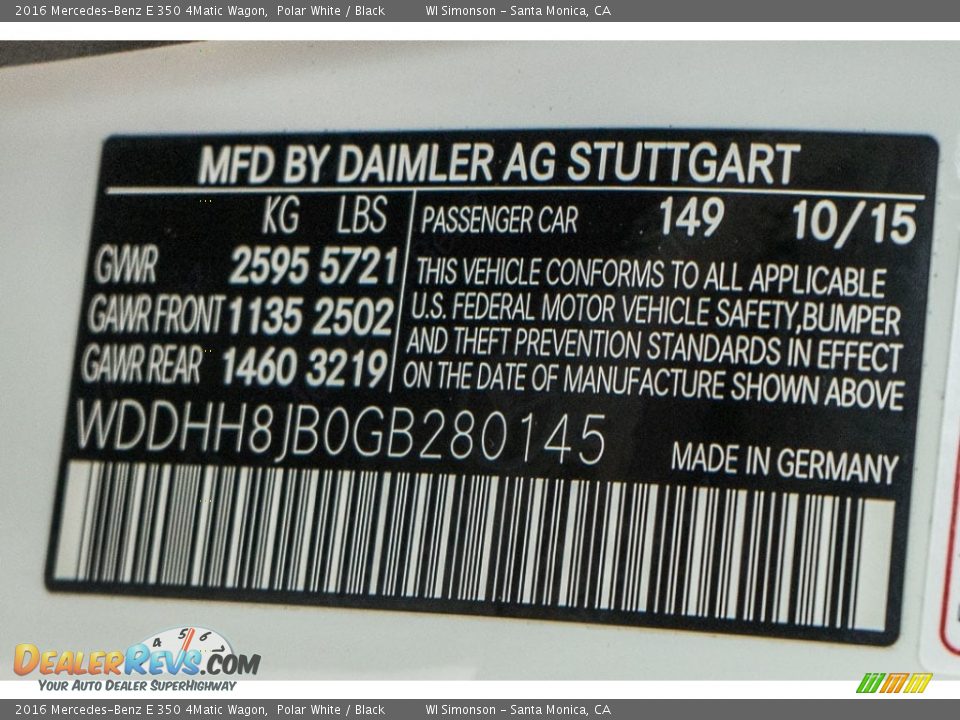 2016 Mercedes-Benz E 350 4Matic Wagon, Polar White / Black WI Simonson - Santa Monica, CA
MFD BY DAIMLER AG STUTTGART
KG LBS
GVWR 2595 5721
GAWR FRONT 1135 2502
GAWR REAR 1460 3219
PASSENGER CAR 149 10/15
THIS VEHICLE CONFORMS TO ALL APPLICABLE
U.S. FEDERAL MOTOR VEHICLE SAFETY,BUMPER
AND THEFT PREVENTION STANDARDS IN EFFECT
ON THE DATE OF MANUFACTURE SHOWN ABOVE
WDDHH8JB0GB280145
MADE IN GERMANY
4 5 6
DEALERREVS.COM
YOUR AUTO DEALER SUPERHIGHWAY
2016 Mercedes-Benz E 350 4Matic Wagon, Polar White / Black WI Simonson - Santa Monica, CA